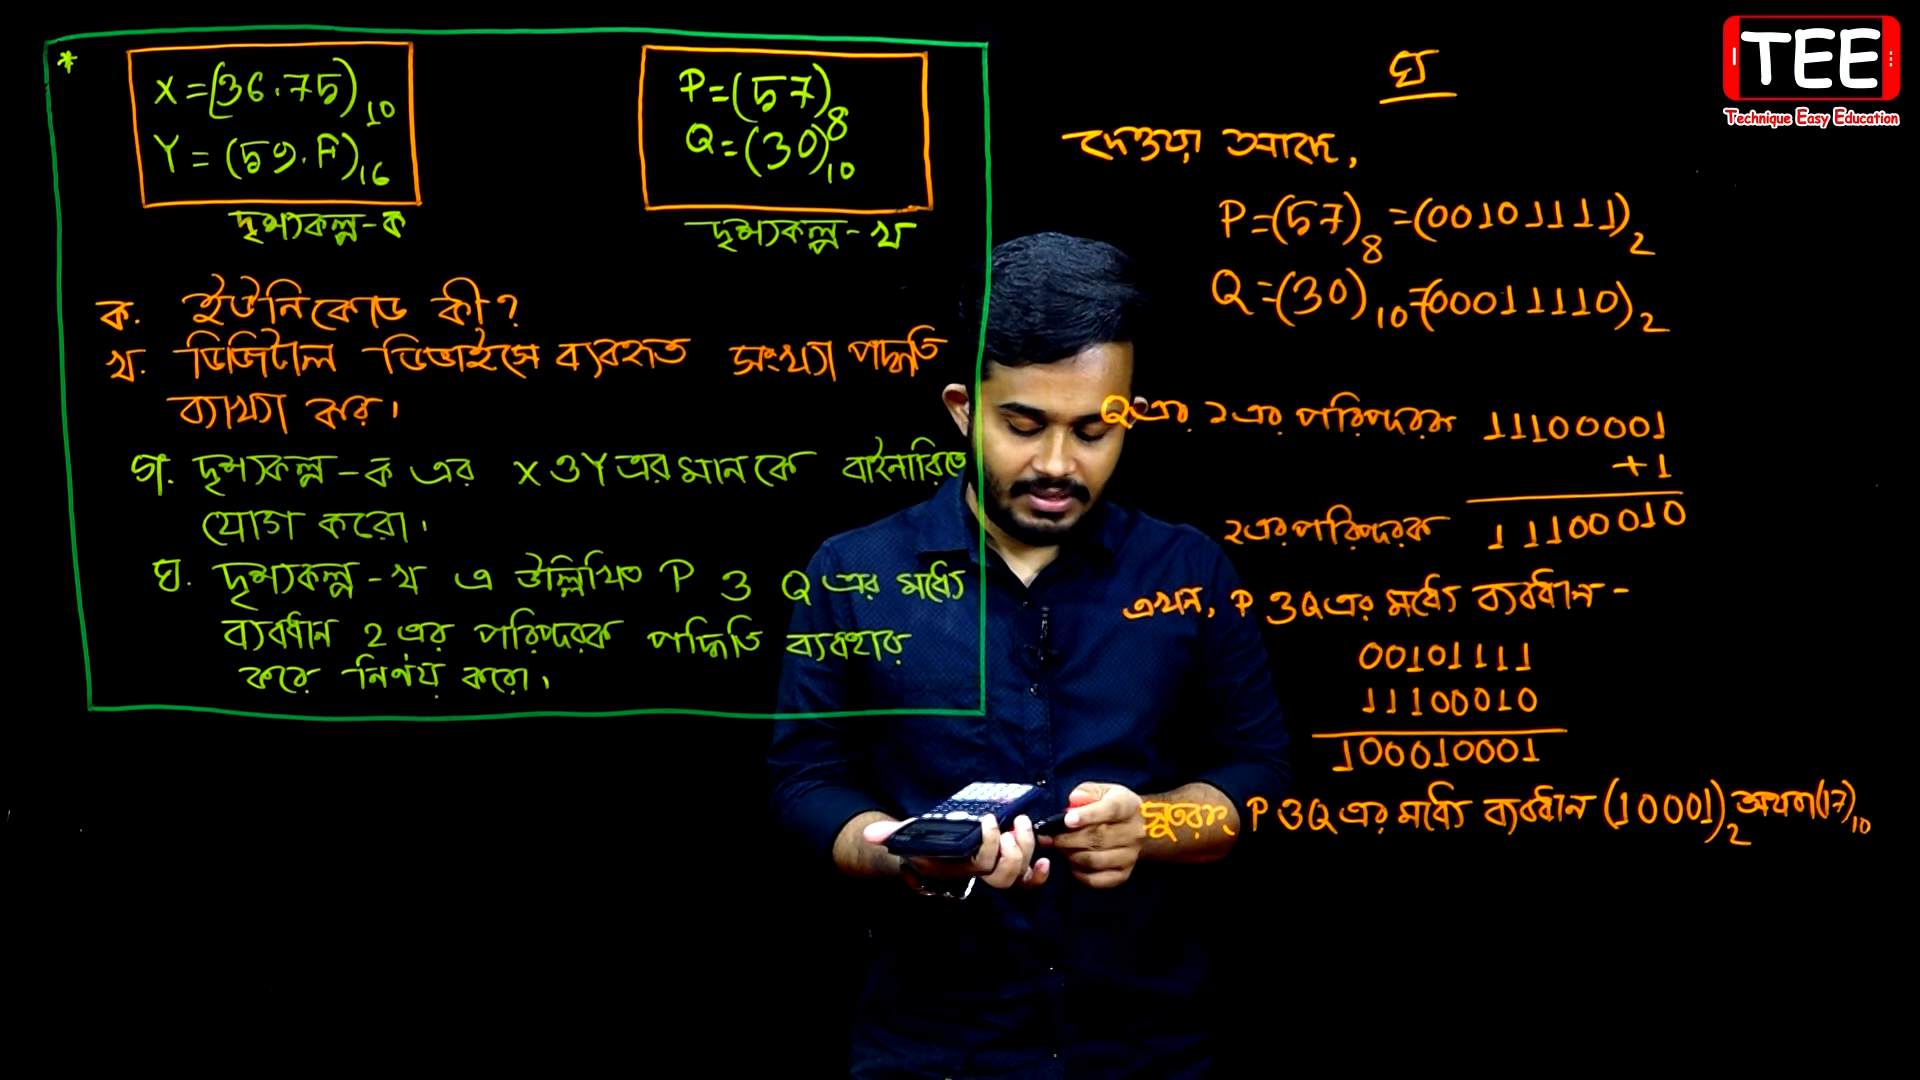 *
X=(36.75)₁₀
Y=(59.F)₁₆
দৃশ্যকল্প-ক
P=(57)₈
Q=(30)₁₀
দৃশ্যকল্প-খ
ক. ইউনিকোড কী?
খ. ডিজিটাল ডিভাইসে ব্যবহৃত সংখ্যা পদ্ধতি
ব্যাখ্যা কর।
গ. দৃশ্যকল্প-ক এর X ও Y এর মানকে বাইনারিতে
যোগ করো।
ঘ. দৃশ্যকল্প-খ এ উল্লিখিত P ও Q এর মধ্যে
ব্যবধান 2 এর পরিপূরক পদ্ধতি ব্যবহার
করে নির্ণয় করো।
TEE
Technique Easy Education
ঘ
দেওয়া আছে,
P=(57)₈=(00101111)₂
Q=(30)₁₀=(00011110)₂
Q এর ১ এর পরিপূরক 11100001
+1
২ এর পরিপূরক 11100010
এখন, P ও Q এর মধ্যে ব্যবধান-
00101111
11100010
100010001
সুতরাং P ও Q এর মধ্যে ব্যবধান (10001)₂ অথবা (17)₁₀